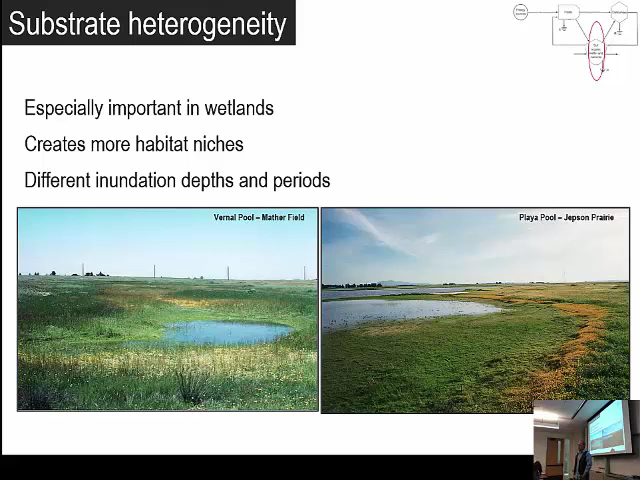 Substrate heterogeneity
Especially important in wetlands
Creates more habitat niches
Different inundation depths and periods
Vernal Pool – Mather Field
Playa Pool – Jepson Prairie